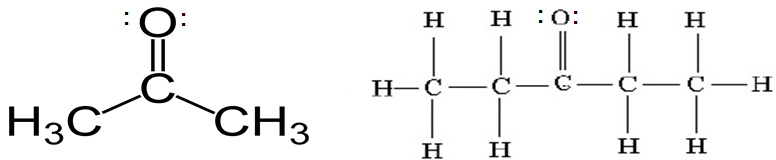 :O:
C
H₃C CH₃
H H :O: H H
H C C C C C H
H H H H